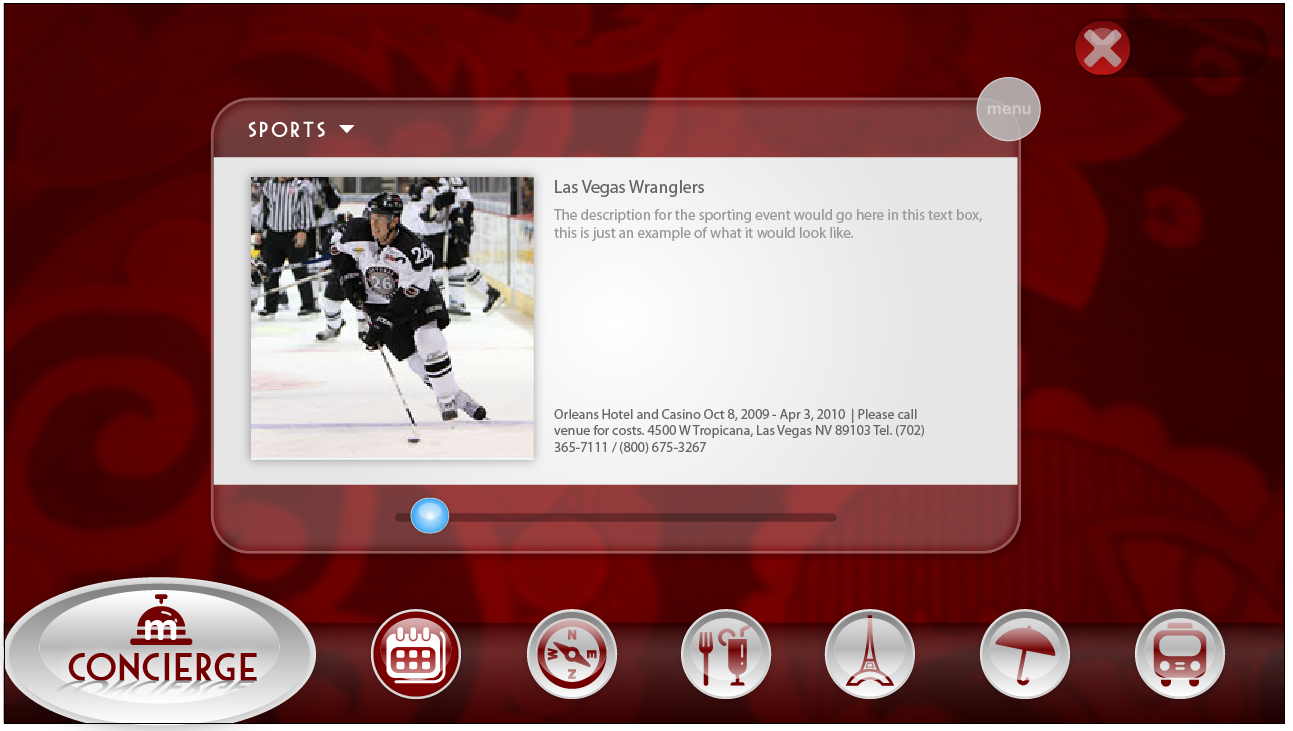 menu
SPORTS
Las Vegas Wranglers
The description for the sporting event would go here in this text box,
this is just an example of what it would look like.
26
26
Orleans Hotel and Casino Oct 8, 2009 - Apr 3, 2010 | Please call
venue for costs. 4500 W Tropicana, Las Vegas NV 89103 Tel. (702)
365-7111 / (800) 675-3267
m
CONCIERGE
N
W E
Z